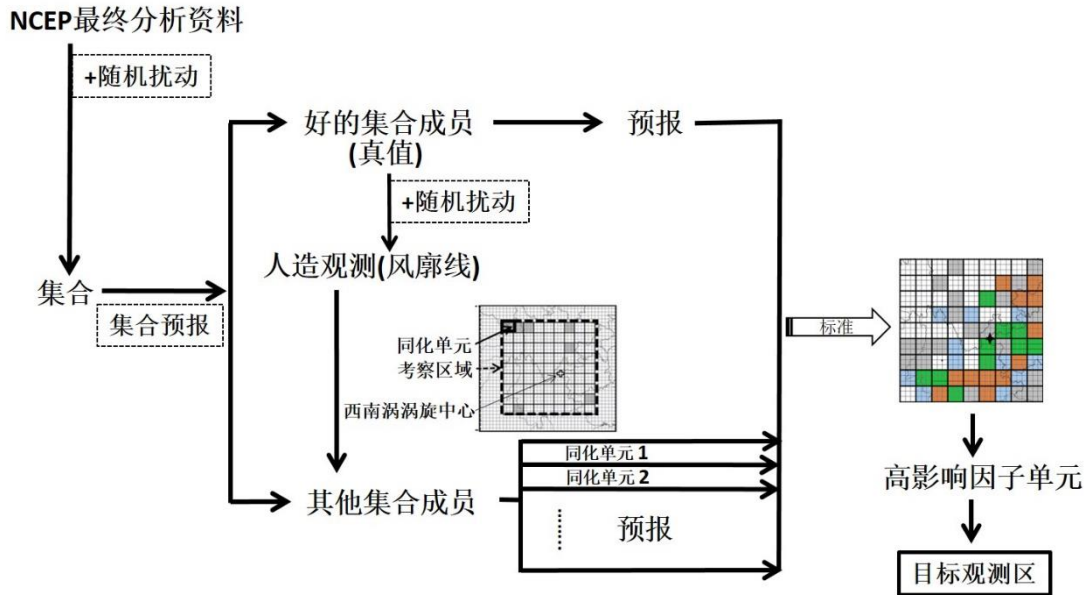 NCEP最终分析资料
+随机扰动
好的集合成员
(真值)
预报
+随机扰动
人造观测(风廓线)
集合
集合预报
同化单元
考察区域
西南涡涡旋中心
标准
同化单元 1
同化单元 2
其他集合成员
预报
高影响因子单元
目标观测区